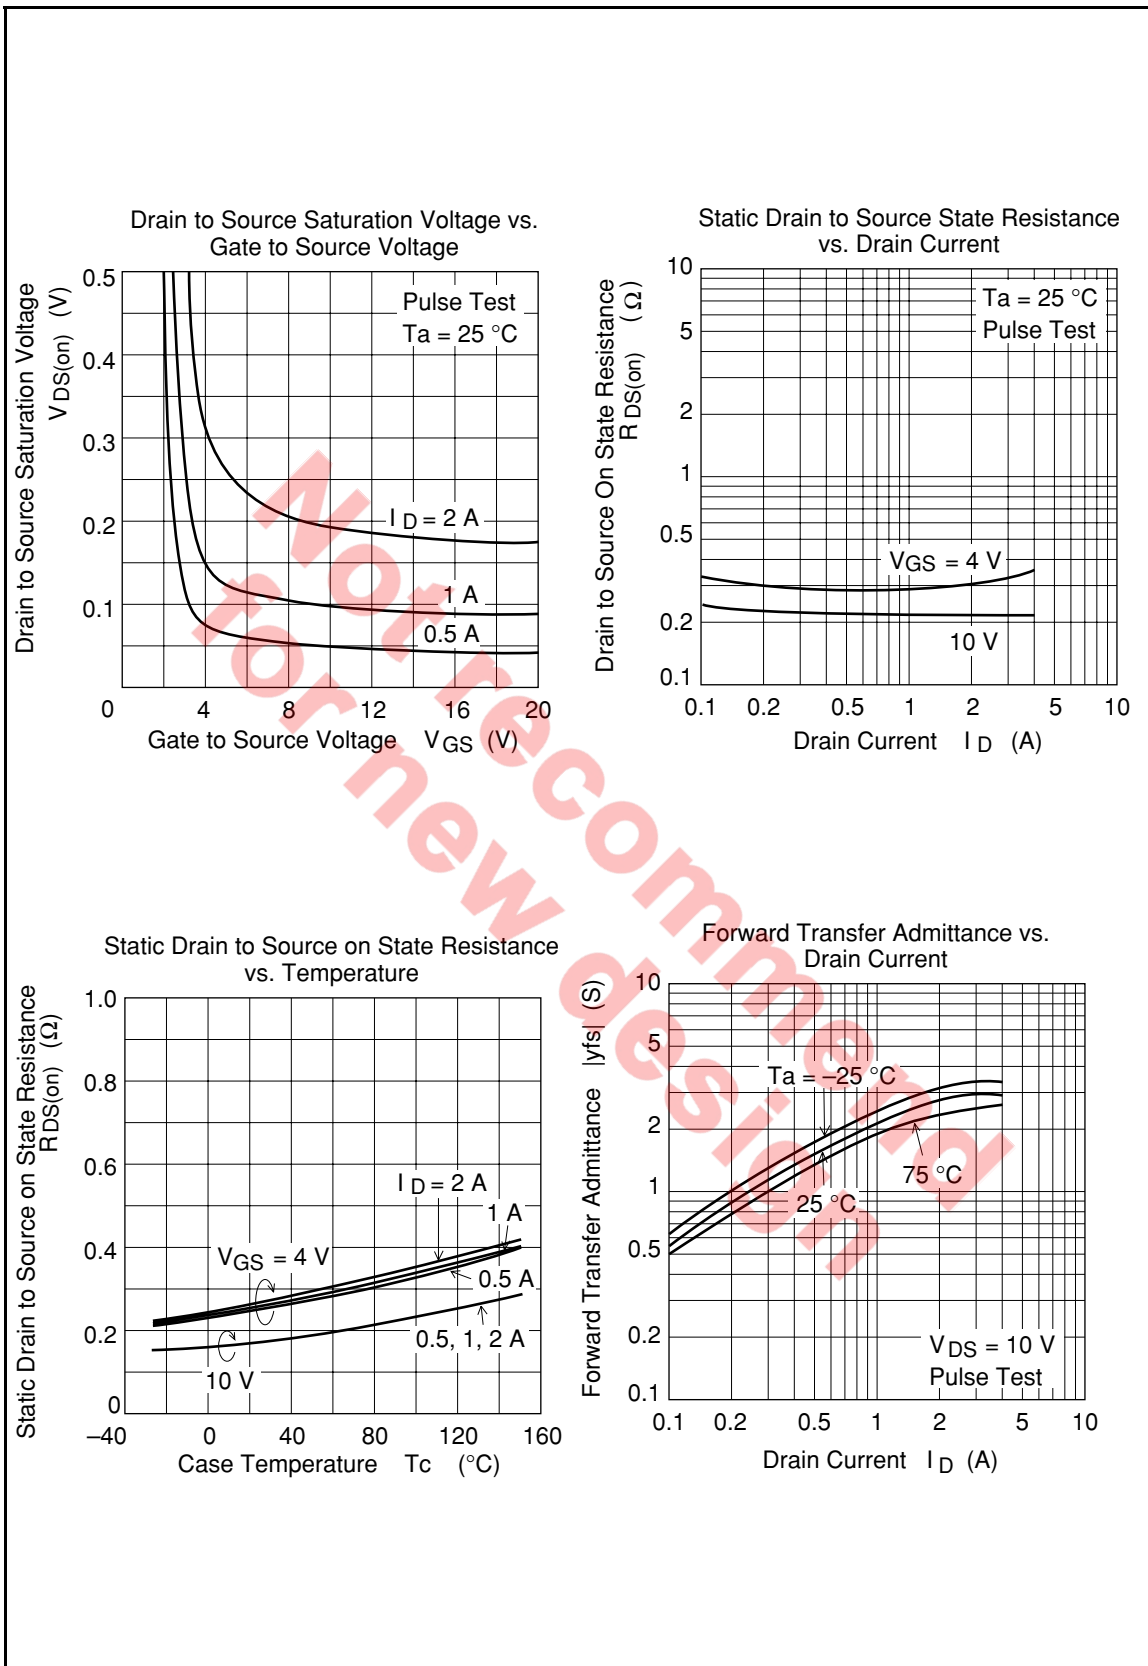 Drain to Source Saturation Voltage vs.
Gate to Source Voltage
Drain to Source Saturation Voltage
V DS(on) (V)
0.5
0.4
0.3
0.2
0.1
0
4
8
12
16
20
Pulse Test
Ta = 25 °C
I D = 2 A
1 A
0.5 A
Gate to Source Voltage V GS (V)
Static Drain to Source State Resistance
vs. Drain Current
Drain to Source On State Resistance
R DS(on) ( Ω )
10
5
2
1
0.5
0.2
0.1
Ta = 25 °C
Pulse Test
VGS = 4 V
10 V
0.1
0.2
0.5
1
2
5
10
Drain Current I D (A)
Static Drain to Source on State Resistance
vs. Temperature
Static Drain to Source on State Resistance
R DS(on) (Ω)
1.0
0.8
0.6
0.4
0.2
0
I D = 2 A
1 A
VGS = 4 V
0.5 A
0.5, 1, 2 A
10 V
–40
0
40
80
120
160
Case Temperature Tc (°C)
Forward Transfer Admittance vs.
Drain Current
Forward Transfer Admittance |yfs| (S)
10
5
2
1
0.5
0.2
0.1
Ta = –25 °C
75 °C
25 °C
V DS = 10 V
Pulse Test
0.1
0.2
0.5
1
2
5
10
Drain Current I D (A)
Not recommend
for new design